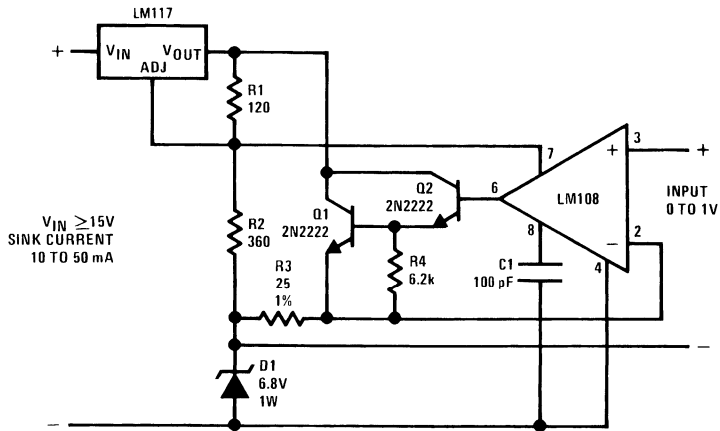 LM117
+
VIN
VOUT
ADJ
R1
120
7
3
+
+
Q2
2N2222
6
LM108
INPUT
0 TO 1V
VIN ≥15V
SINK CURRENT
10 TO 50 mA
R2
360
Q1
2N2222
8
2
−
R3
25
1%
R4
6.2k
C1
100 pF
4
−
D1
6.8V
1W
−